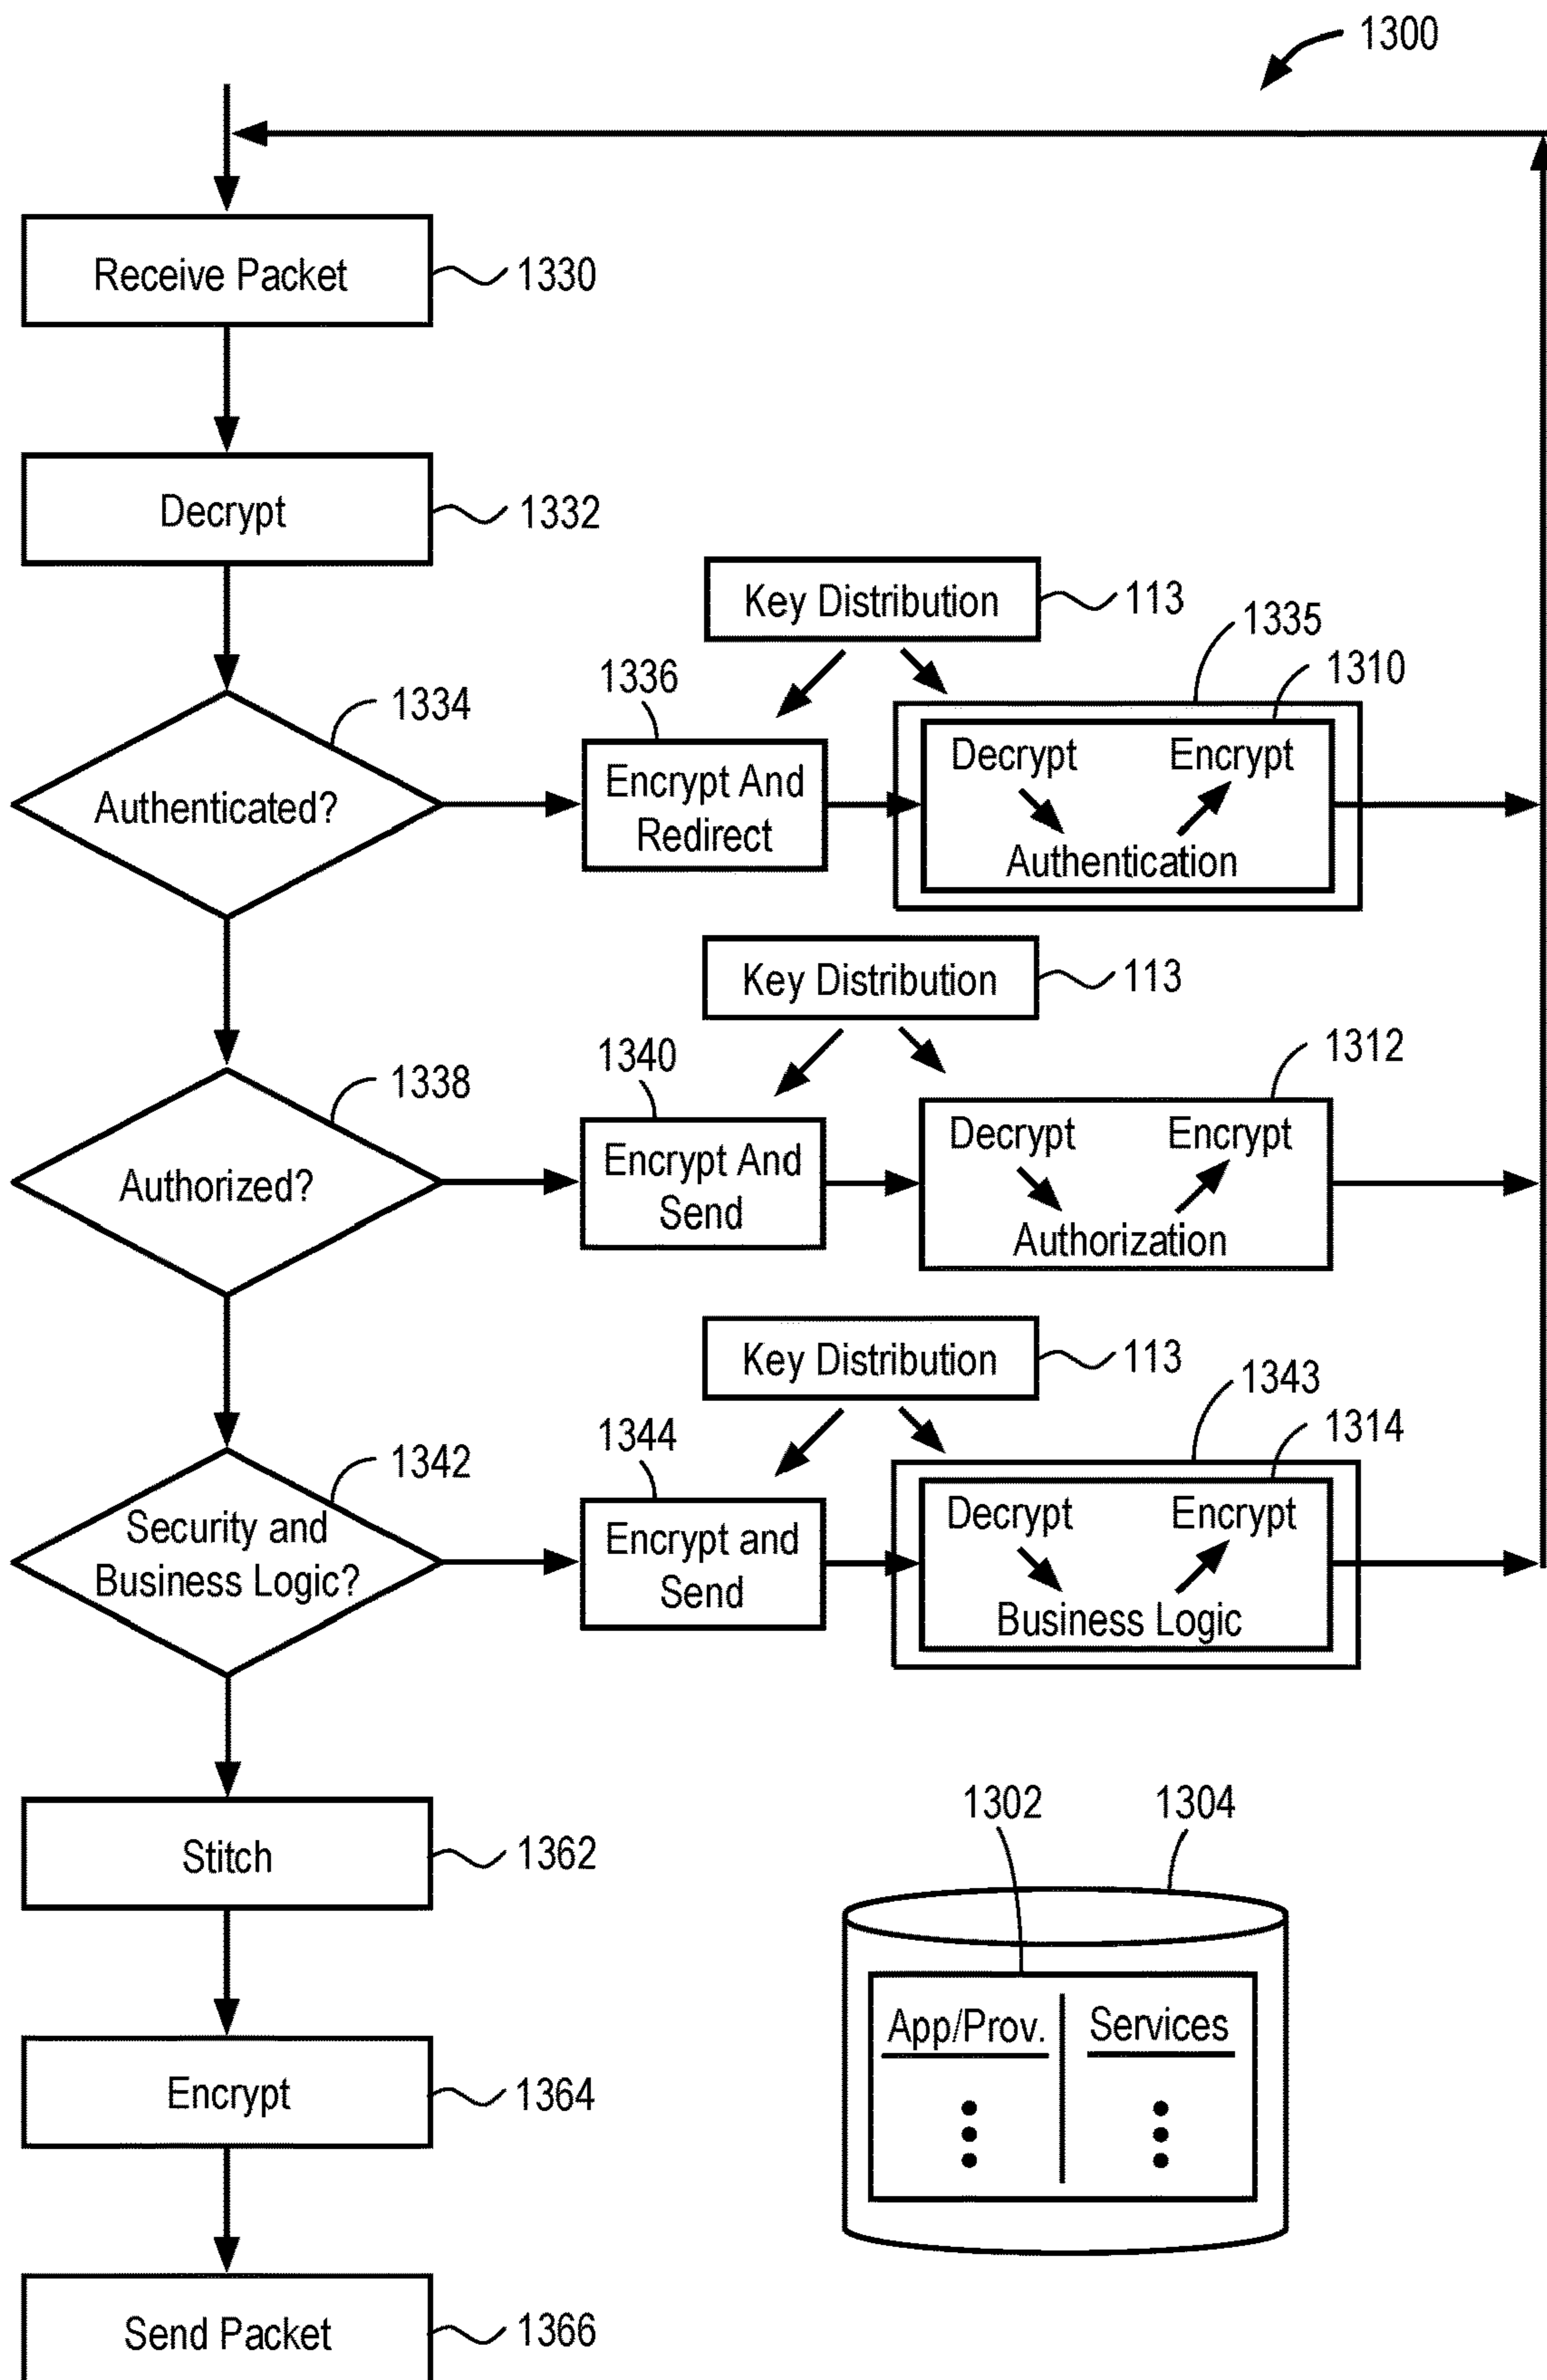 1300
Receive Packet
1330
Decrypt
1332
Key Distribution
113
1335
1336
1310
1334
Authenticated?
Encrypt And
Redirect
Decrypt
Encrypt
Authentication
Key Distribution
113
1340
1312
1338
Authorized?
Encrypt And
Send
Decrypt
Encrypt
Authorization
Key Distribution
113
1343
1344
1314
1342
Security and
Business Logic?
Encrypt and
Send
Decrypt
Encrypt
Business Logic
Stitch
1362
1302
1304
App/Prov.
Services
Encrypt
1364
Send Packet
1366